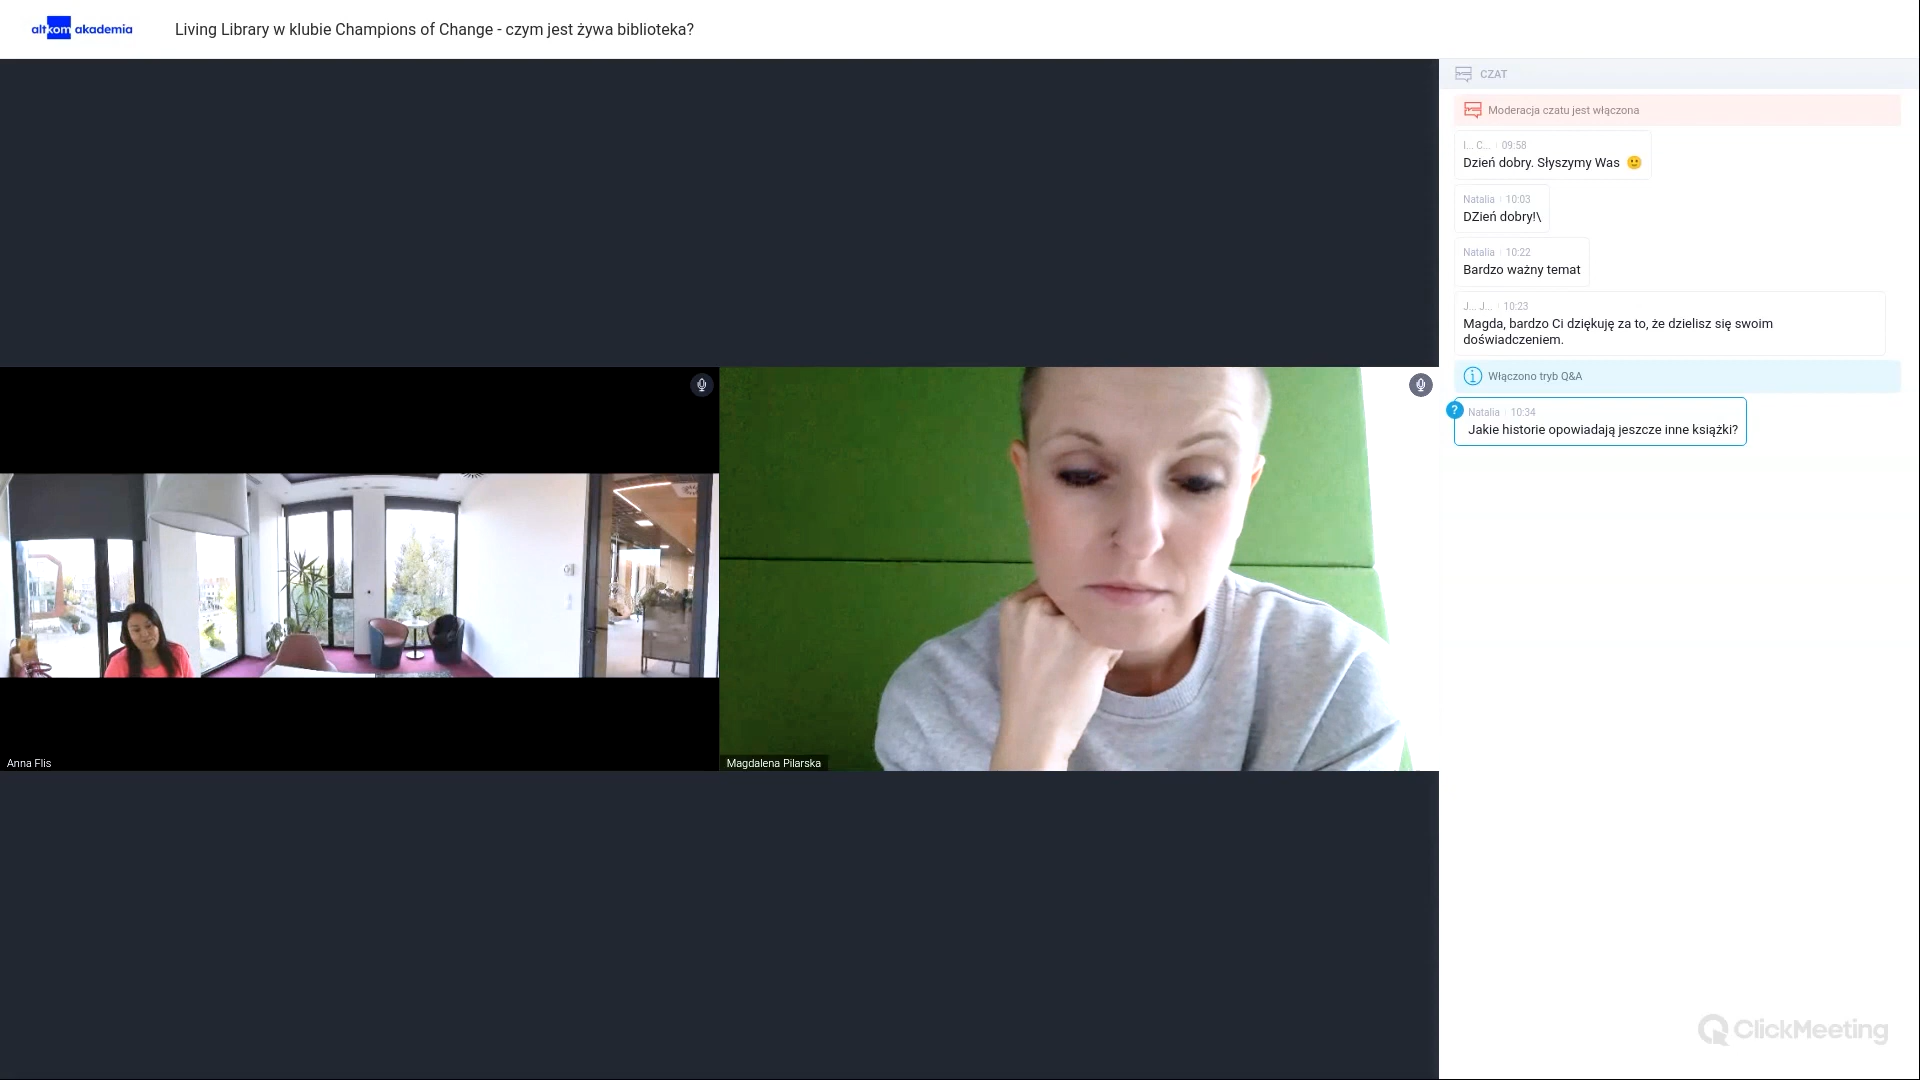 altkom akademia
Living Library w klubie Champions of Change - czym jest żywa biblioteka?
CZAT
Moderacja czatu jest włączona
I... C... 09:58
Dzień dobry. Słyszymy Was 🙂
Natalia 10:03
DZień dobry!\
Natalia 10:22
Bardzo ważny temat
J... J... 10:23
Magda, bardzo Ci dziękuję za to, że dzielisz się swoim
doświadczeniem.
Włączono tryb Q&A
?
Natalia 10:34
Jakie historie opowiadają jeszcze inne książki?
Anna Flis
Magdalena Pilarska
ClickMeeting